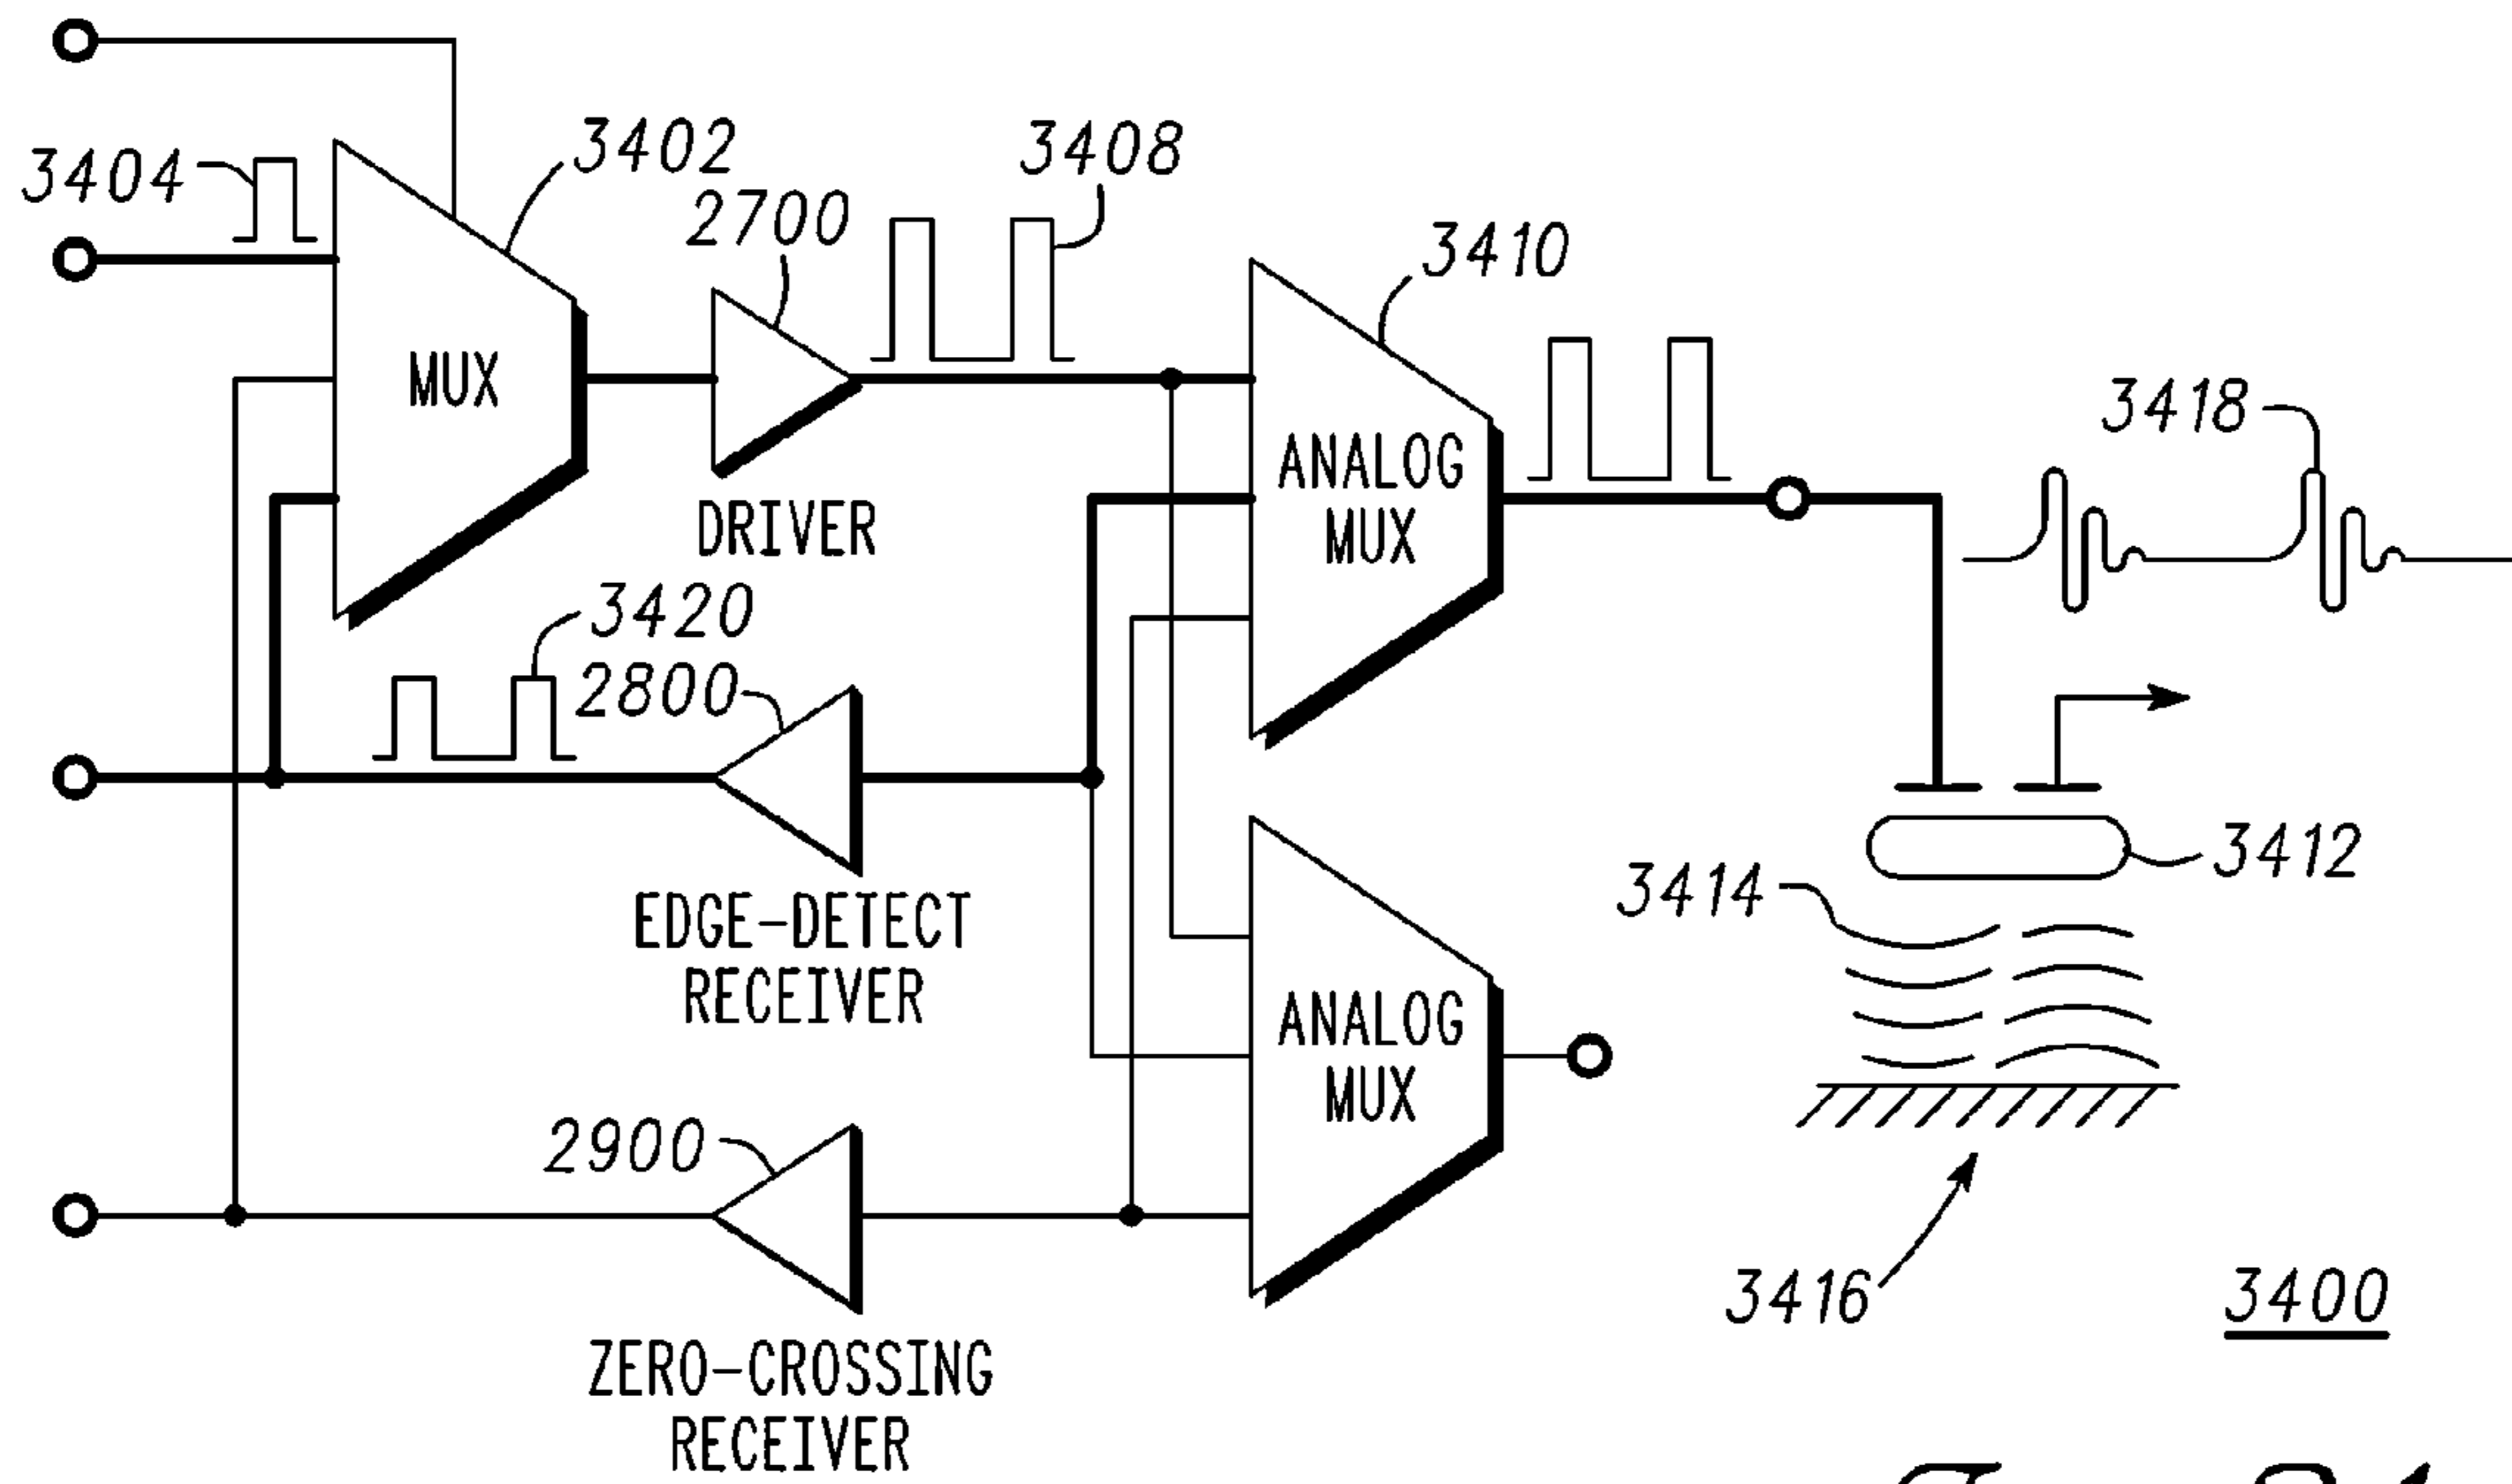 3404
3402
2700
3408
3410
MUX
DRIVER
ANALOG
MUX
3418
3420
2800
EDGE-DETECT
RECEIVER
3412
3414
ANALOG
MUX
2900
ZERO-CROSSING
RECEIVER
3416
3400